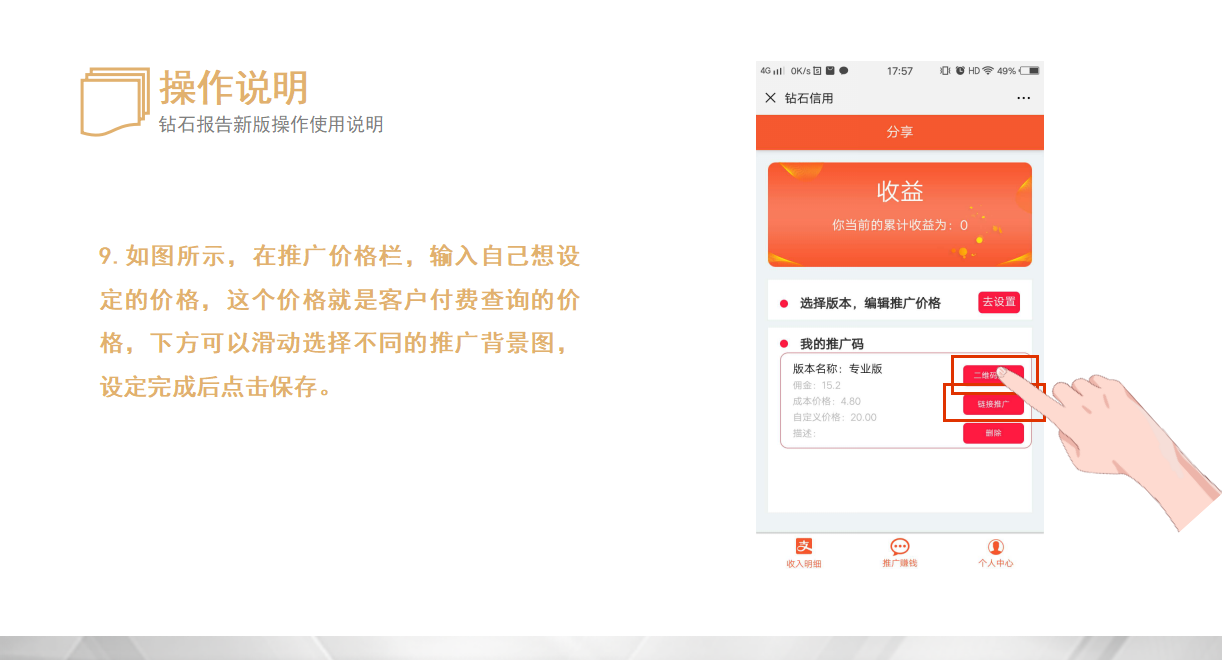 操作说明
钻石报告新版操作使用说明
9.如图所示，在推广价格栏，输入自己想设
定的价格，这个价格就是客户付费查询的价
格，下方可以滑动选择不同的推广背景图，
设定完成后点击保存。
4G 0K/s 17:57 HD 49%
钻石信用
分享
收益
你当前的累计收益为：0
选择版本，编辑推广价格
去设置
我的推广码
版本名称：专业版
佣金：15.2
成本价格：4.80
自定义价格：20.00
描述：
二维码
链接推广
删除
收入明细
推广赚钱
个人中心